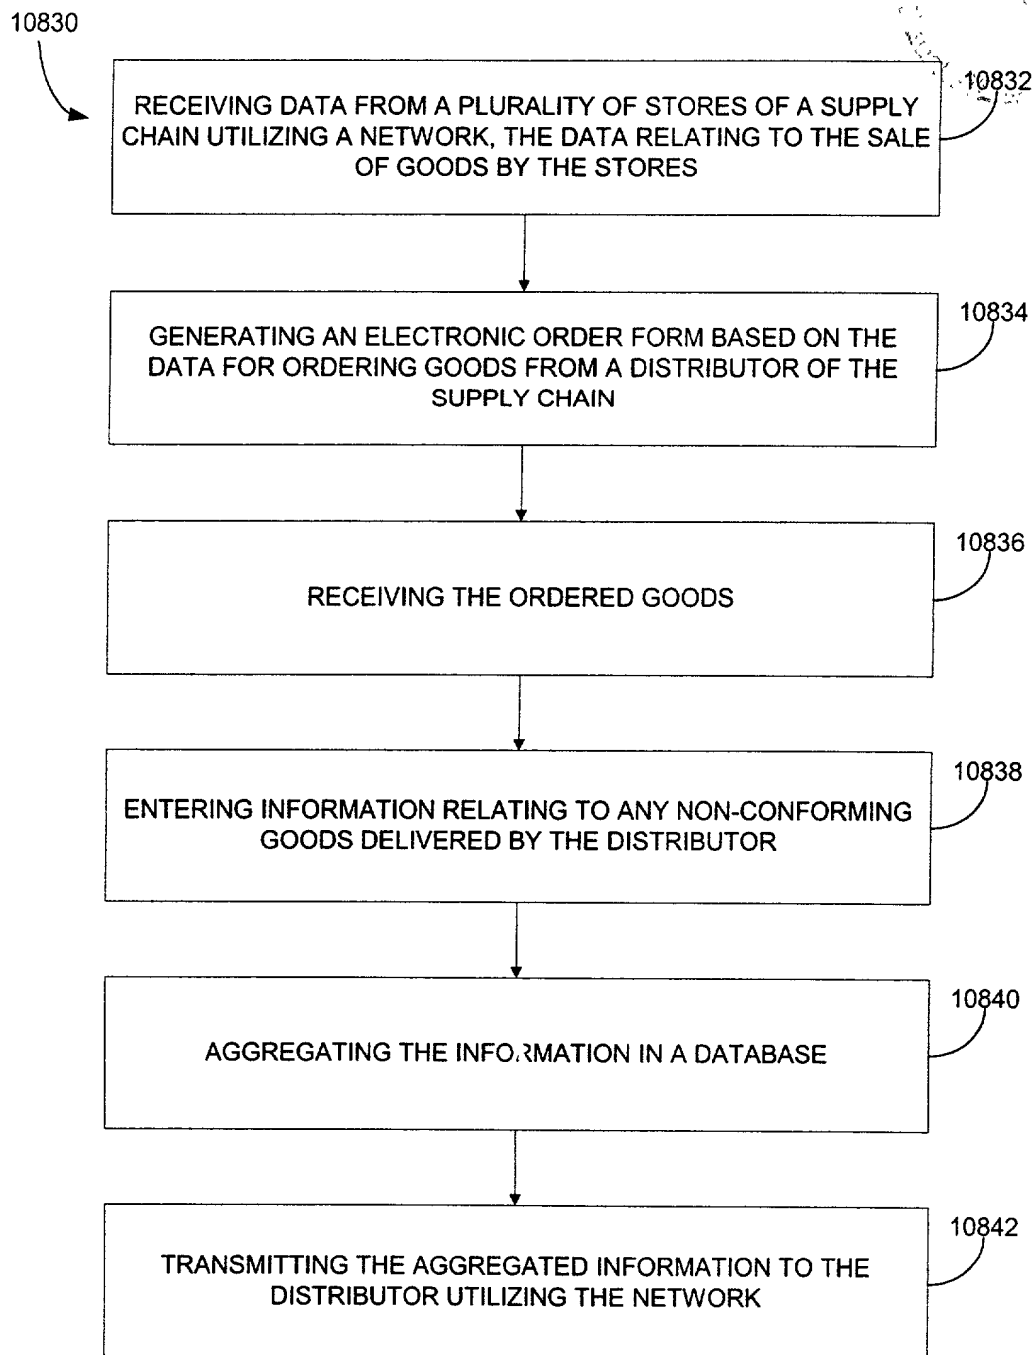 10830
10832
RECEIVING DATA FROM A PLURALITY OF STORES OF A SUPPLY
CHAIN UTILIZING A NETWORK, THE DATA RELATING TO THE SALE
OF GOODS BY THE STORES
10834
GENERATING AN ELECTRONIC ORDER FORM BASED ON THE
DATA FOR ORDERING GOODS FROM A DISTRIBUTOR OF THE
SUPPLY CHAIN
10836
RECEIVING THE ORDERED GOODS
10838
ENTERING INFORMATION RELATING TO ANY NON-CONFORMING
GOODS DELIVERED BY THE DISTRIBUTOR
10840
AGGREGATING THE INFORMATION IN A DATABASE
10842
TRANSMITTING THE AGGREGATED INFORMATION TO THE
DISTRIBUTOR UTILIZING THE NETWORK